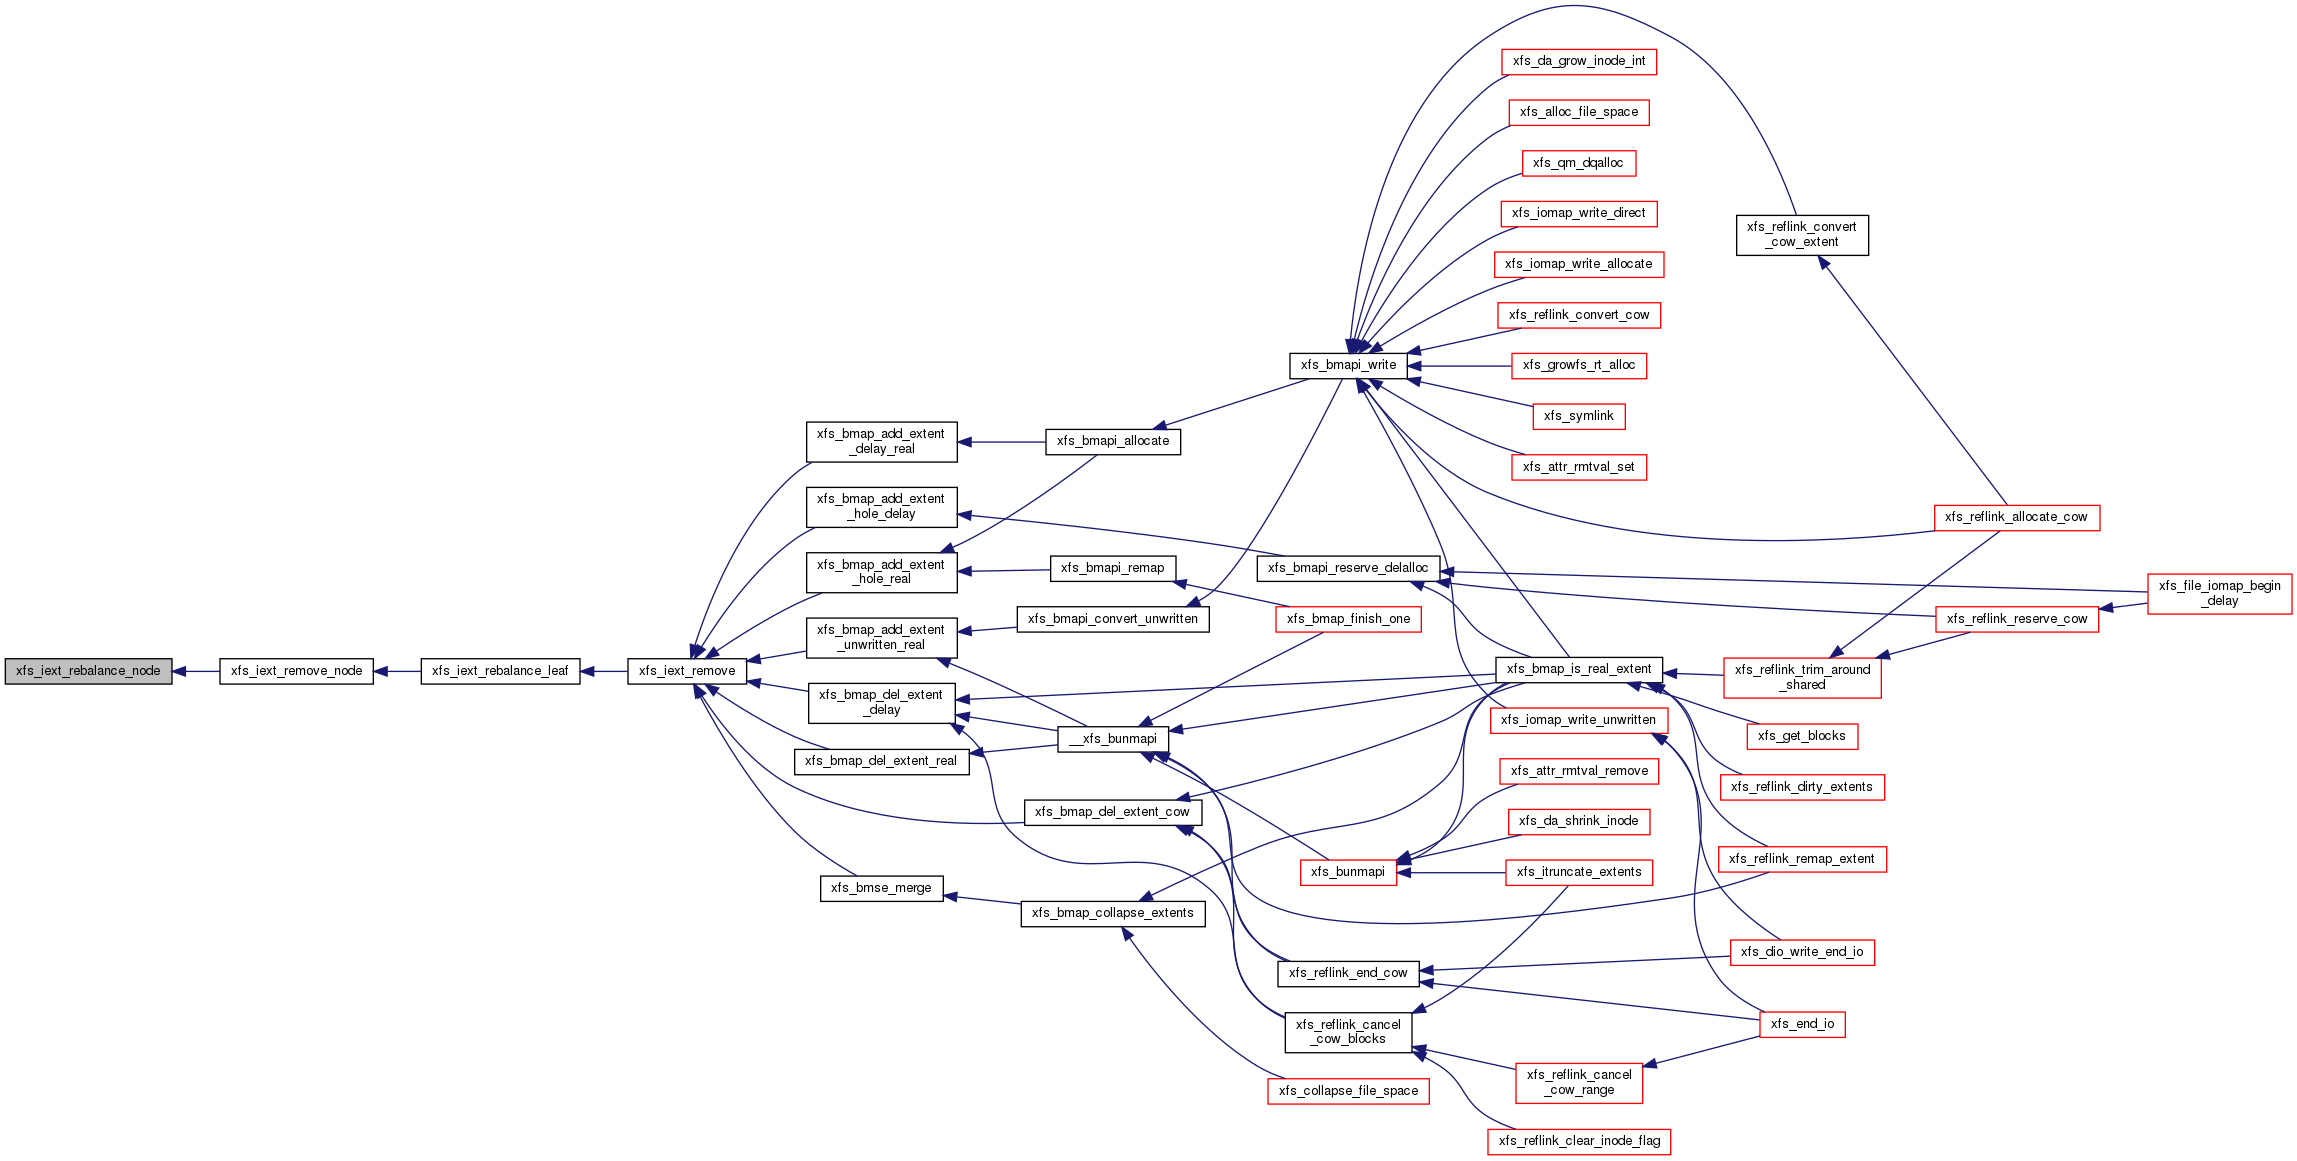 xfs_iext_rebalance_node
xfs_iext_remove_node
xfs_iext_rebalance_leaf
xfs_iext_remove
xfs_bmap_add_extent
_delay_real
xfs_bmap_add_extent
_hole_delay
xfs_bmap_add_extent
_hole_real
xfs_bmap_add_extent
_unwritten_real
xfs_bmap_del_extent
_delay
xfs_bmap_del_extent_real
xfs_bmse_merge
xfs_bmapi_allocate
xfs_bmapi_remap
xfs_bmapi_convert_unwritten
__xfs_bunmapi
xfs_bmap_del_extent_cow
xfs_bmap_collapse_extents
xfs_bmapi_write
xfs_bmapi_reserve_delalloc
xfs_bmap_finish_one
xfs_bunmapi
xfs_reflink_end_cow
xfs_reflink_cancel
_cow_blocks
xfs_collapse_file_space
xfs_da_grow_inode_int
xfs_alloc_file_space
xfs_qm_dqalloc
xfs_iomap_write_direct
xfs_iomap_write_allocate
xfs_reflink_convert_cow
xfs_growfs_rt_alloc
xfs_symlink
xfs_attr_rmtval_set
xfs_bmap_is_real_extent
xfs_iomap_write_unwritten
xfs_attr_rmtval_remove
xfs_da_shrink_inode
xfs_itruncate_extents
xfs_reflink_cancel
_cow_range
xfs_reflink_clear_inode_flag
xfs_reflink_convert
_cow_extent
xfs_reflink_trim_around
_shared
xfs_get_blocks
xfs_reflink_dirty_extents
xfs_reflink_remap_extent
xfs_dio_write_end_io
xfs_end_io
xfs_reflink_allocate_cow
xfs_reflink_reserve_cow
xfs_file_iomap_begin
_delay